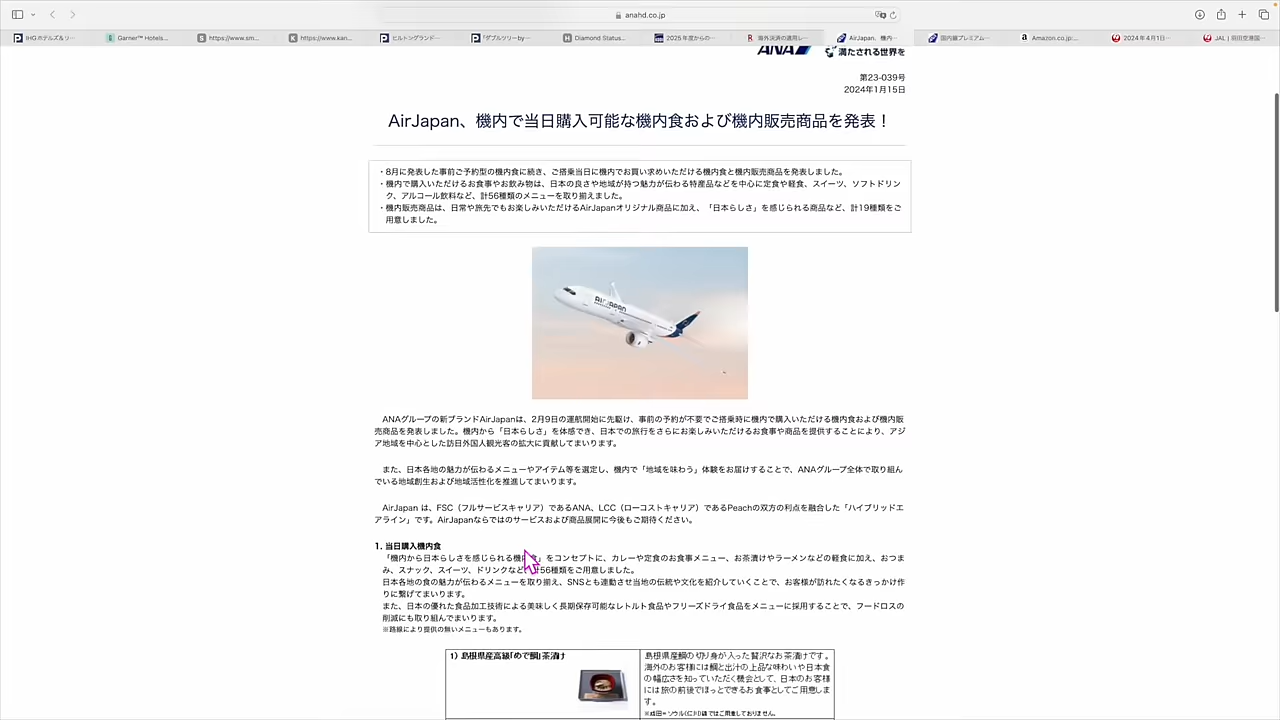 anahd.co.jp
IHGホテルズ&リ…
Garner™ Hotels…
https://www.sm…
https://www.kan…
ヒルトングランド…
「ダブルツリーby…
Diamond Status…
2025年度からの…
海外決済の適用レ…
AirJapan、機内…
国内線プレミアム…
Amazon.co.jp:…
2024年4月1日…
JAL | 羽田空港国…
ANA 満たされる世界を
第23-039号
2024年1月15日
AirJapan、機内で当日購入可能な機内食および機内販売商品を発表！
・8月に発表した事前ご予約型の機内食に続き、ご搭乗当日に機内でお買い求めいただける機内食と機内販売商品を発表しました。
・機内で購入いただけるお食事やお飲み物は、日本の良さや地域が持つ魅力が伝わる特産品などを中心に定食や軽食、スイーツ、ソフトドリン
ク、アルコール飲料など、計56種類のメニューを取り揃えました。
・機内販売商品は、日常や旅先でもお楽しみいただけるAirJapanオリジナル商品に加え、「日本らしさ」を感じられる商品など、計19種類をご
用意しました。
AIRJAPAN
ANAグループの新ブランドAirJapanは、2月9日の運航開始に先駆け、事前の予約が不要でご搭乗時に機内で購入いただける機内食および機内販
売商品を発表しました。機内から「日本らしさ」を体感でき、日本での旅行をさらにお楽しみいただけるお食事や商品を提供することにより、アジ
ア地域を中心とした訪日外国人観光客の拡大に貢献してまいります。
また、日本各地の魅力が伝わるメニューやアイテム等を選定し、機内で「地域を味わう」体験をお届けすることで、ANAグループ全体で取り組ん
でいる地域創生および地域活性化を推進してまいります。
AirJapan は、FSC（フルサービスキャリア）であるANA、LCC（ローコストキャリア）であるPeachの双方の利点を融合した「ハイブリッドエ
アライン」です。AirJapanならではのサービスおよび商品展開に今後もご期待ください。
1. 当日購入機内食
「機内から日本らしさを感じられる機内食」をコンセプトに、カレーや定食のお食事メニュー、お茶漬けやラーメンなどの軽食に加え、おつま
み、スナック、スイーツ、ドリンクなど計56種類をご用意しました。
日本各地の食の魅力が伝わるメニューを取り揃え、SNSとも連動させ当地の伝統や文化を紹介していくことで、お客様が訪れたくなるきっかけ作
りに繋げてまいります。
また、日本の優れた食品加工技術による美味しく長期保存可能なレトルト食品やフリーズドライ食品をメニューに採用することで、フードロスの
削減にも取り組んでまいります。
※路線により提供の無いメニューもあります。
1) 島根県産高級「めで鯛」茶漬け
島根県産鯛の切り身が入った贅沢なお茶漬けです。
海外のお客様には鯛と出汁の上品な味わいや日本食
の幅広さを知っていただく機会として、日本のお客様
には旅の前後でほっとできるお食事としてご用意しま
す。
※成田=ソウル(仁川)線ではご用意しておりません。